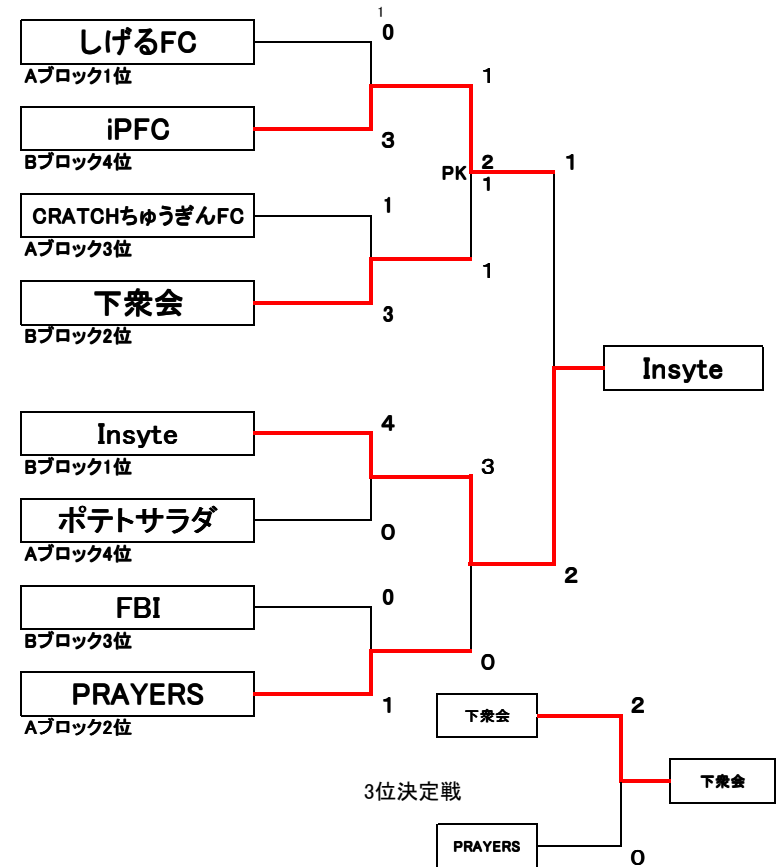 1
しげるFC
0
Aブロック1位
1
iPFC
3
Bブロック4位
PK
2
1
1
CRATCHちゅうぎんFC
1
Aブロック3位
1
下衆会
3
Bブロック2位
Insyte
Insyte
4
Bブロック1位
3
ポテトサラダ
0
Aブロック4位
2
FBI
0
Bブロック3位
0
PRAYERS
1
Aブロック2位
下衆会
2
3位決定戦
下衆会
PRAYERS
0